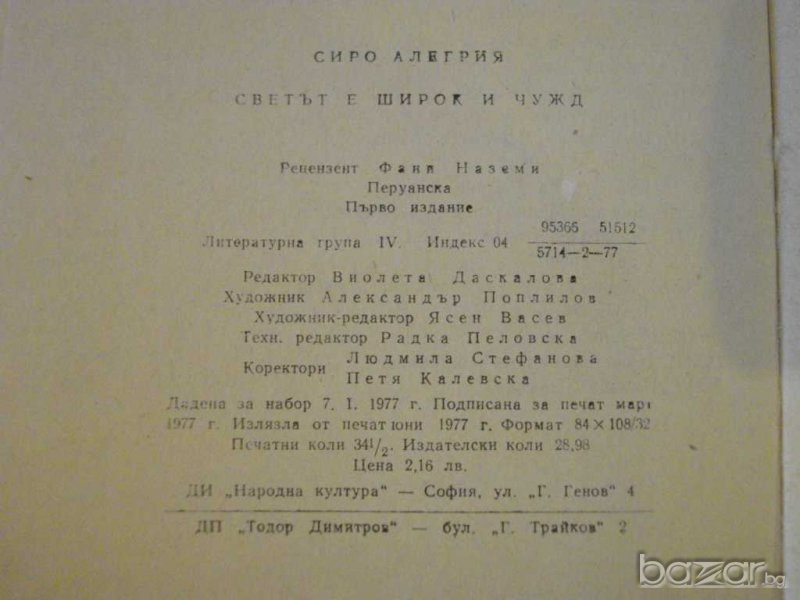 СИРО АЛЕГРИЯ
СВЕТЪТ Е ШИРОК И ЧУЖД
Рецензент Фани Наземи
Перуанска
Първо издание
Литературна група IV. Индекс 04 95365 51512
5714—2—77
Редактор Виолета Даскалова
Художник Александър Поплилов
Художник-редактор Ясен Васев
Техн. редактор Радка Пеловска
Коректори Людмила Стефанова
Петя Калевска
Дадена за набор 7. I. 1977 г. Подписана за печат март
1977 г. Излязла от печат юни 1977 г. Формат 84×108/32
Печатни коли 34 1/2. Издателски коли 28,98
Цена 2,16 лв.
ДИ „Народна култура“ — София, ул. „Г. Генов“ 4
ДП „Тодор Димитров“ — бул. „Г. Трайков“ 2
bazar.bg